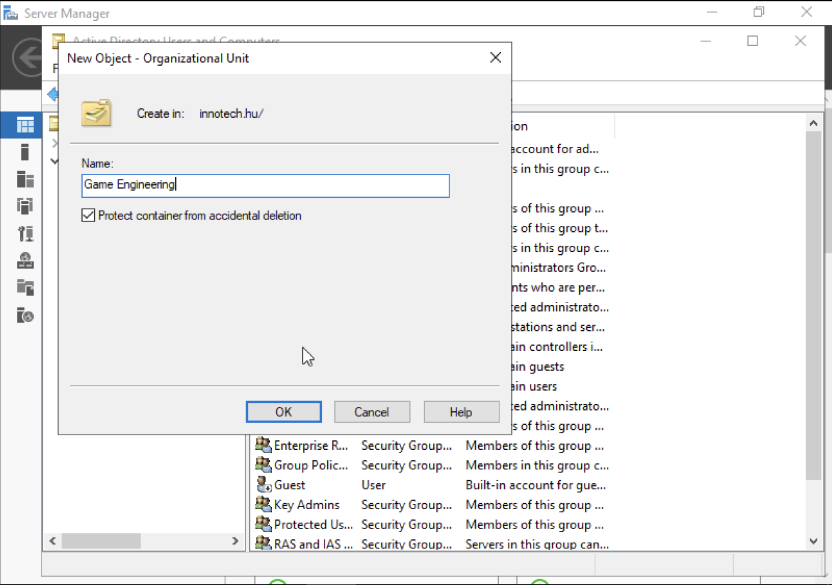 Server Manager
Active Directory Users and Computers
New Object - Organizational Unit
Create in: innotech.hu/
Name:
Game Engineering
Protect container from accidental deletion
OK Cancel Help
F
ion
account for ad...
s in this group c...
s of this group ...
s of this group t...
s in this group c...
ministrators Gro...
nts who are per...
ted administrato...
stations and ser...
ain controllers i...
ain guests
ain users
ted administrato...
s of this group ...
Enterprise R... Security Group... Members of this group ...
Group Polic... Security Group... Members in this group c...
Guest User Built-in account for gue...
Key Admins Security Group... Members of this group ...
Protected Us... Security Group... Members of this group ...
RAS and IAS ... Security Group... Servers in this group can...